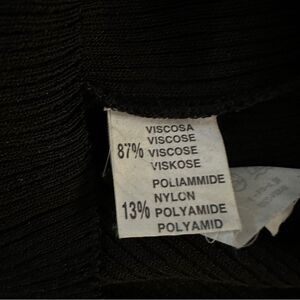 VISCOSA
VISCOSE
87% VISCOSE
VISKOSE
POLIAMMIDE
NYLON
13% POLYAMIDE
POLYAMID